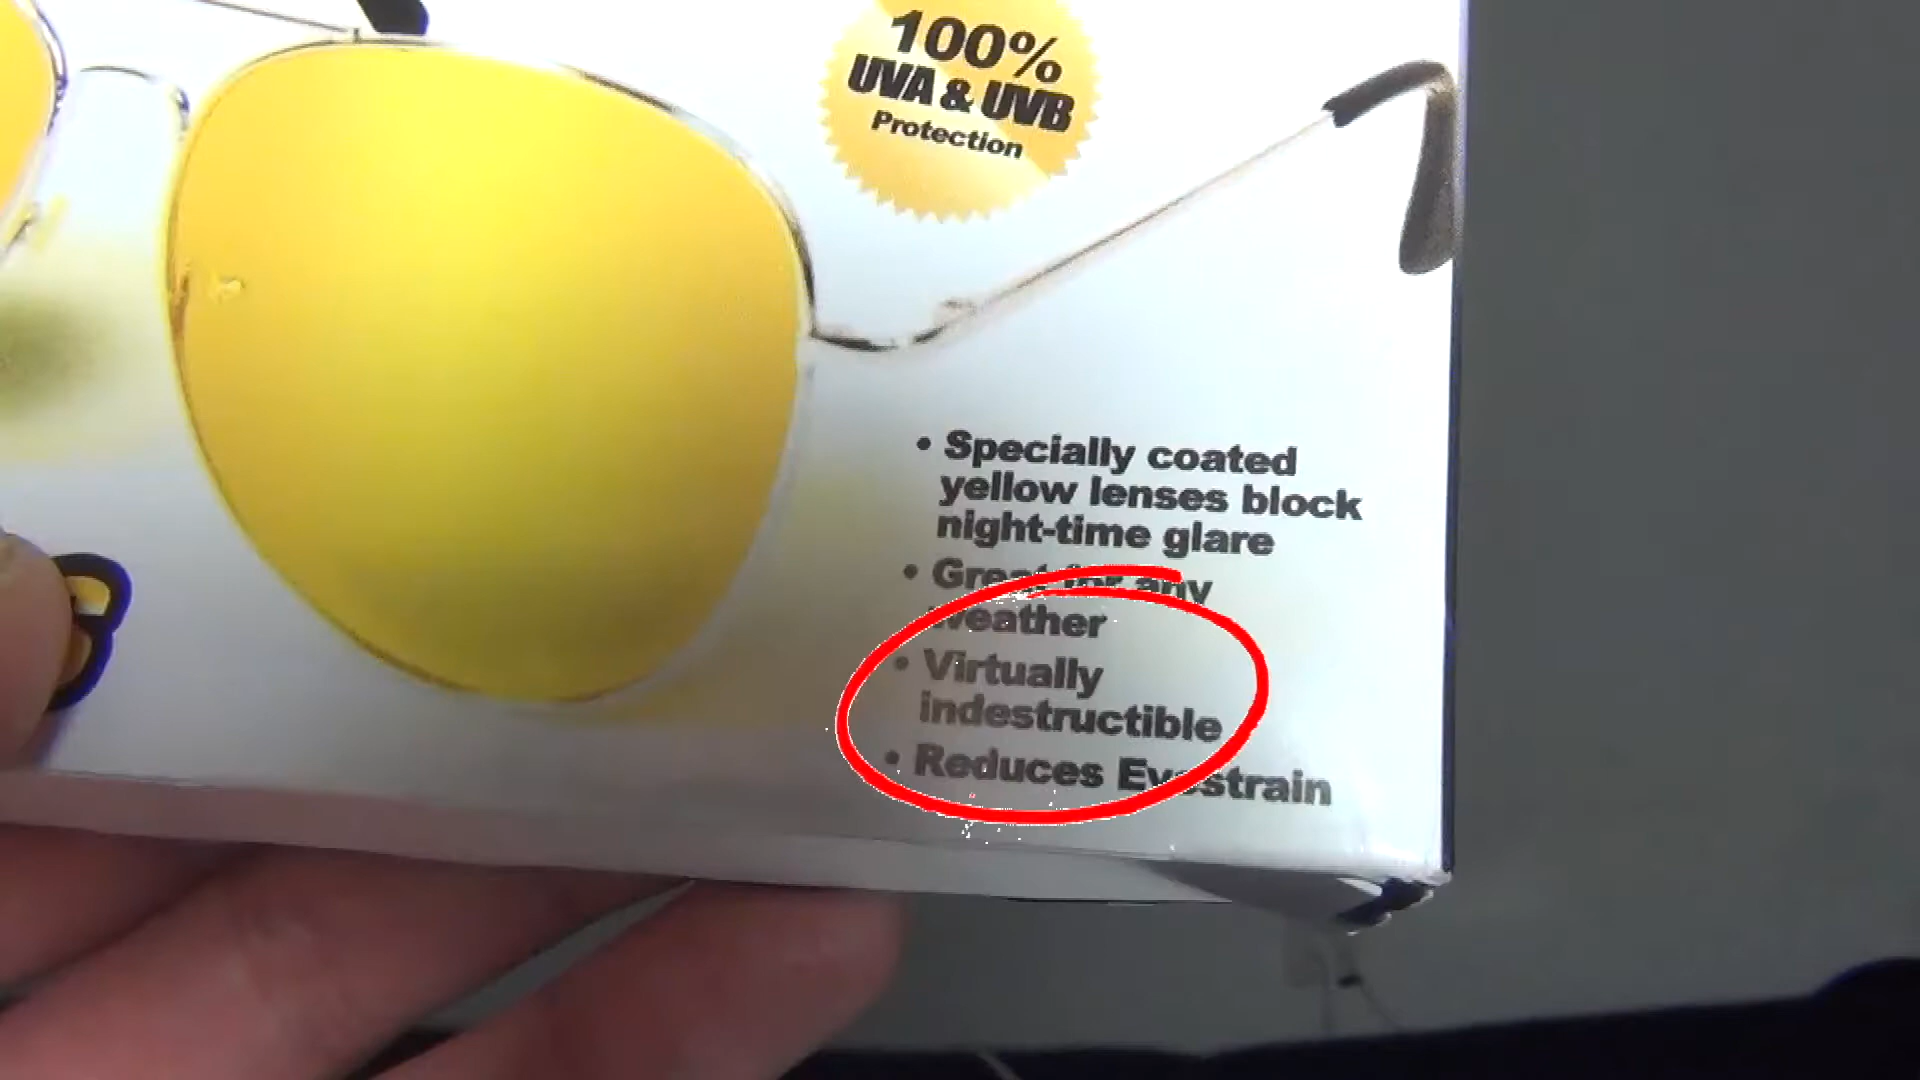 100%
UVA & UVB
Protection
• Specially coated
yellow lenses block
night-time glare
• Great for any
weather
• Virtually
indestructible
• Reduces Eyestrain